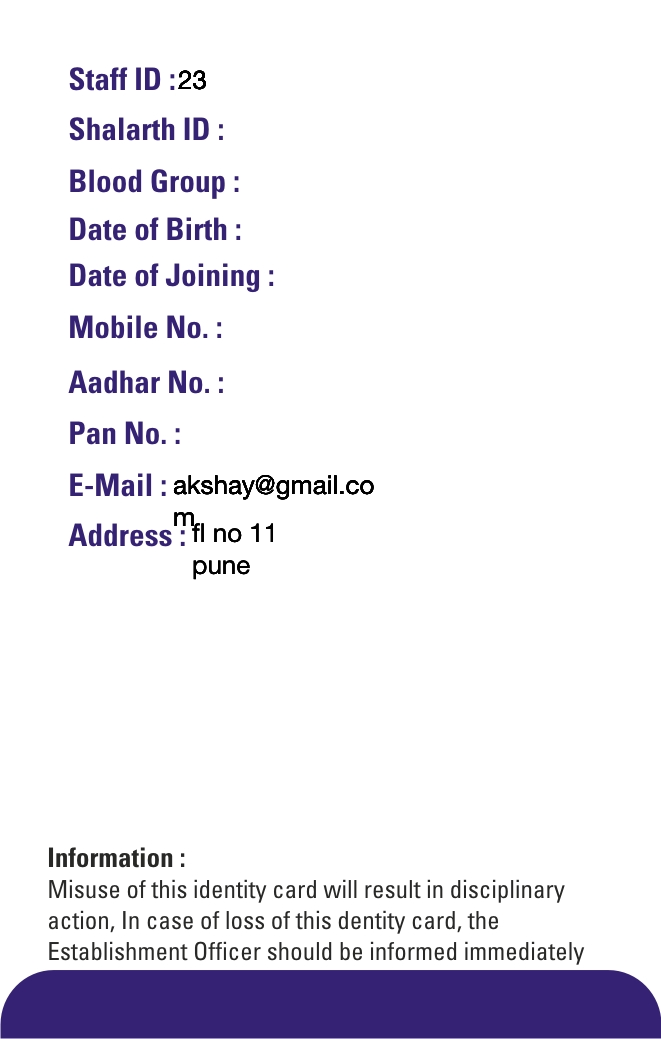 Staff ID :23
Shalarth ID :
Blood Group :
Date of Birth :
Date of Joining :
Mobile No. :
Aadhar No. :
Pan No. :
E-Mail : akshay@gmail.co
m
Address : fl no 11
pune
Information :
Misuse of this identity card will result in disciplinary
action, In case of loss of this dentity card, the
Establishment Officer should be informed immediately